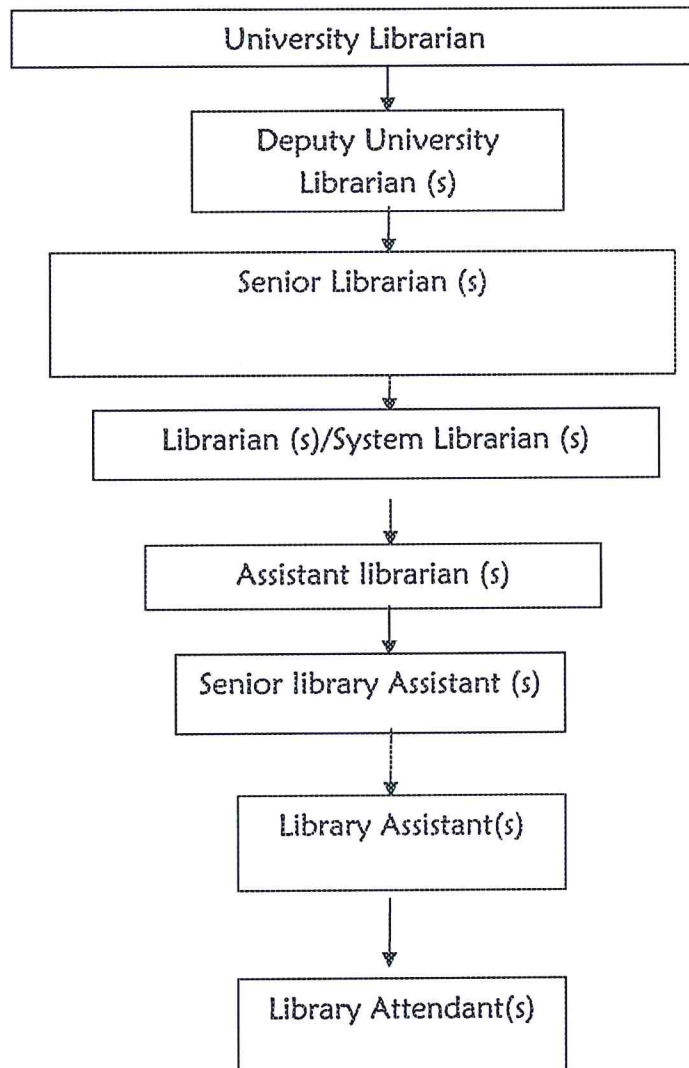 University Librarian
Deputy University
Librarian (s)
Senior Librarian (s)
Librarian (s)/System Librarian (s)
Assistant librarian (s)
Senior library Assistant (s)
Library Assistant(s)
Library Attendant(s)